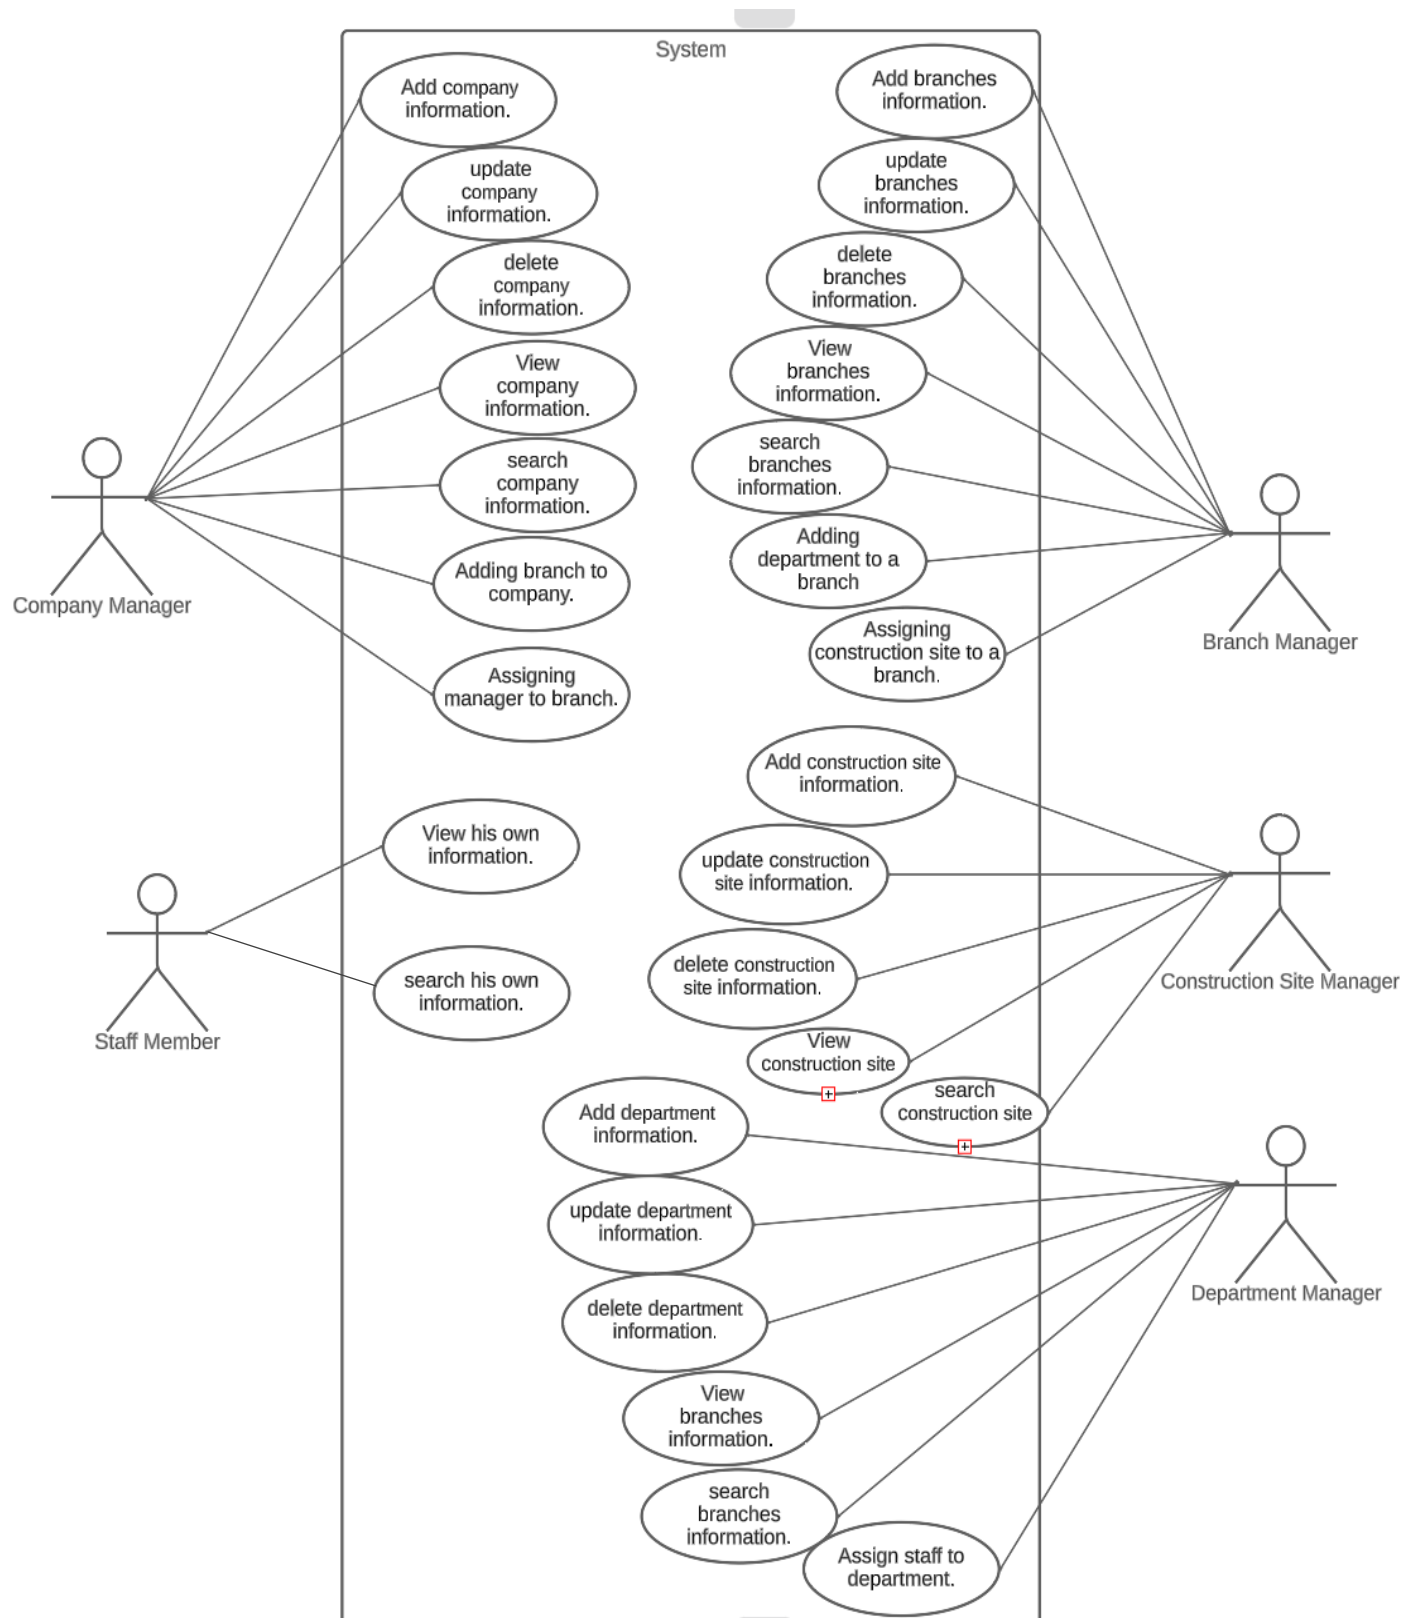 System
Add company
information.
update
company
information.
delete
company
information.
View
company
information.
search
company
information.
Adding branch to
company.
Assigning
manager to branch.
Company Manager
View his own
information.
search his own
information.
Staff Member
Add branches
information.
update
branches
information.
delete
branches
information.
View
branches
information.
search
branches
information.
Adding
department to a
branch
Assigning
construction site to a
branch.
Branch Manager
Add construction site
information.
update construction
site information.
delete construction
site information.
View
construction site
search
construction site
Construction Site Manager
Add department
information.
update department
information.
delete department
information.
View
branches
information.
search
branches
information.
Assign staff to
department.
Department Manager